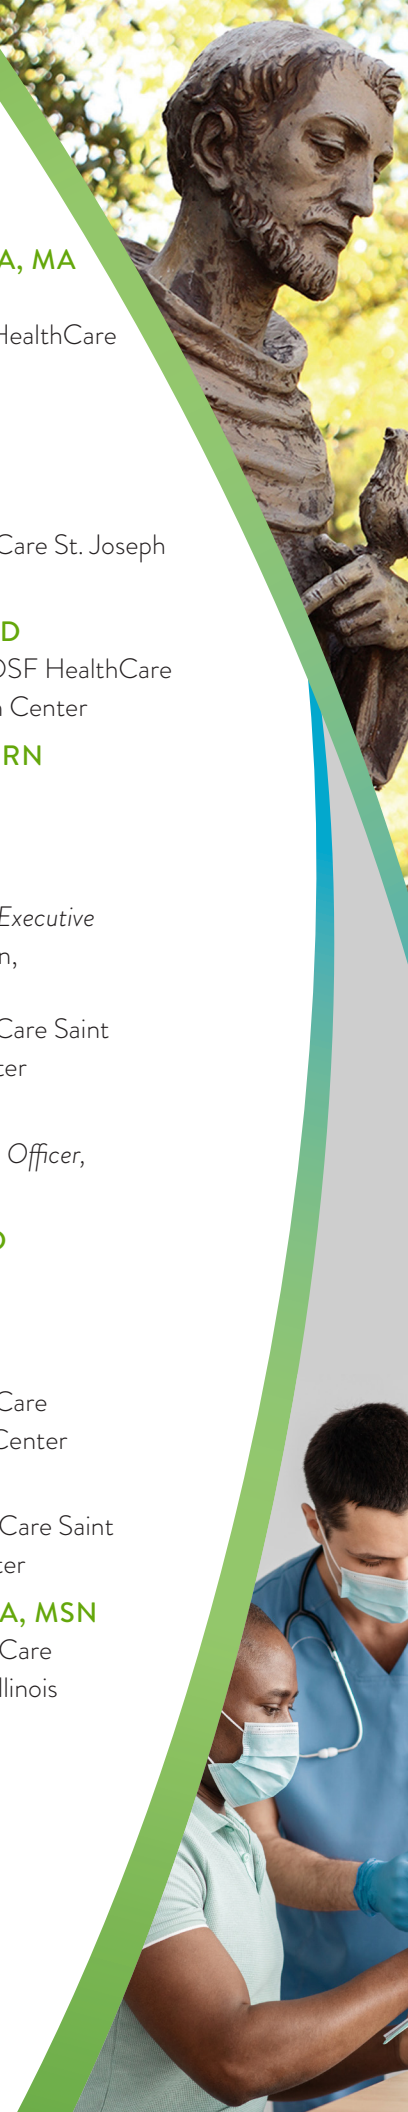 A, MA
HealthCare
Care St. Joseph
D
OSF HealthCare
Center
RN
Executive
n,
Care Saint
ter
Officer,
D
Care
Center
Care Saint
ter
A, MSN
Care
Illinois